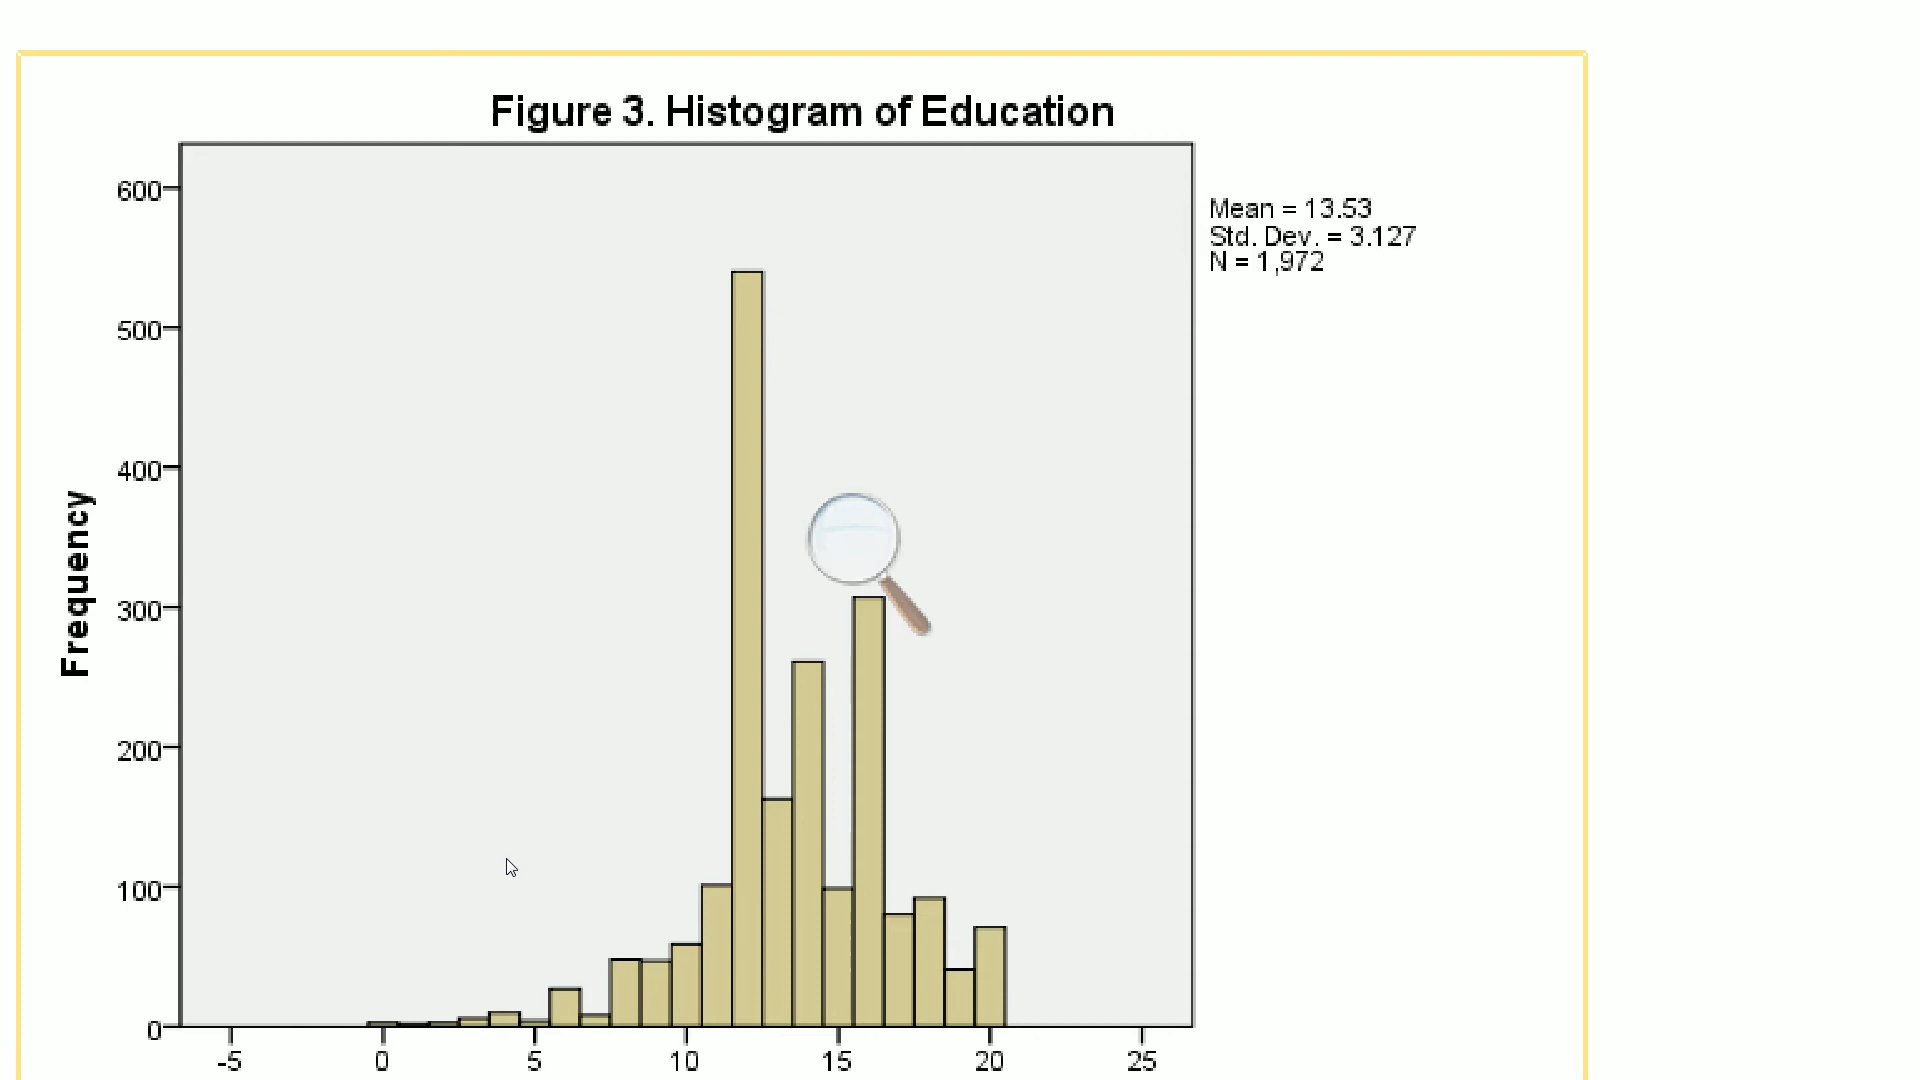 Figure 3. Histogram of Education
Mean = 13.53
Std. Dev. = 3.127
N = 1,972
600
500
400
300
200
100
0
Frequency
-5 0 5 10 15 20 25